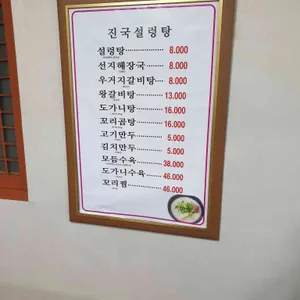 진국설렁탕
설렁탕 8.000
선지해장국 8.000
우거지갈비탕 8.000
왕갈비탕 13.000
도가니탕 16.000
꼬리곰탕 16.000
고기만두 5.000
김치만두 5.000
모듬수육 38.000
도가니수육 46.000
꼬리찜 46.000